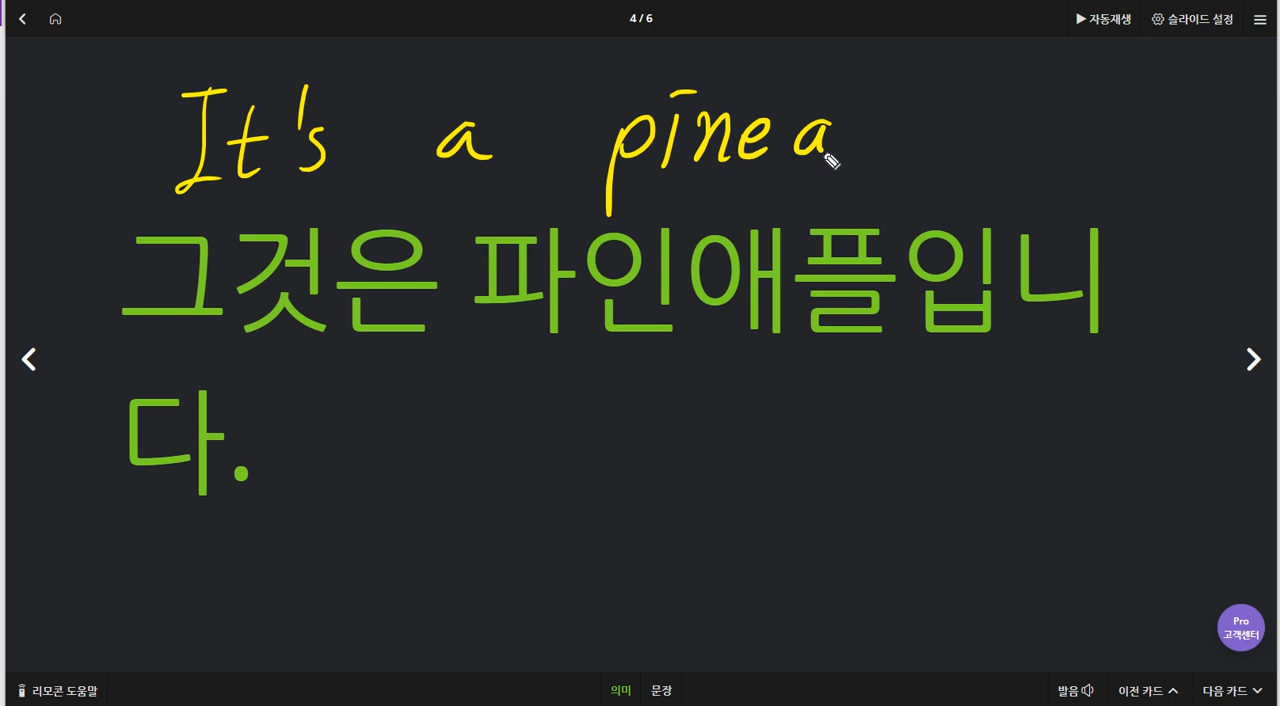 4 / 6
자동재생
슬라이드 설정
It's a pinea
그것은 파인애플입니
다.
Pro
고객센터
리모콘 도움말
의미
문장
발음
이전 카드
다음 카드